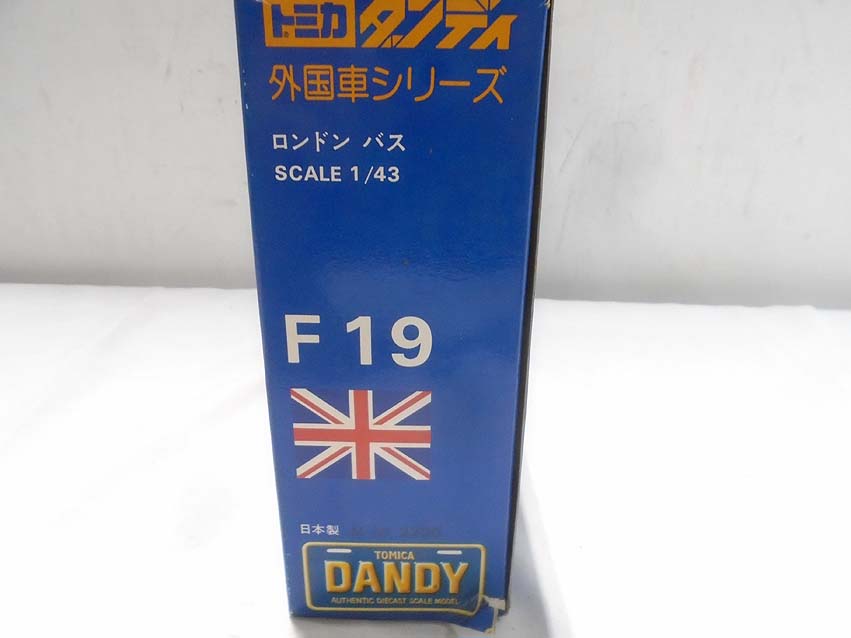 トミカ ダンディ
外国車シリーズ
ロンドン バス
SCALE 1/43
F 19
日本製
TOMICA
DANDY
AUTHENTIC DIECAST SCALE MODEL